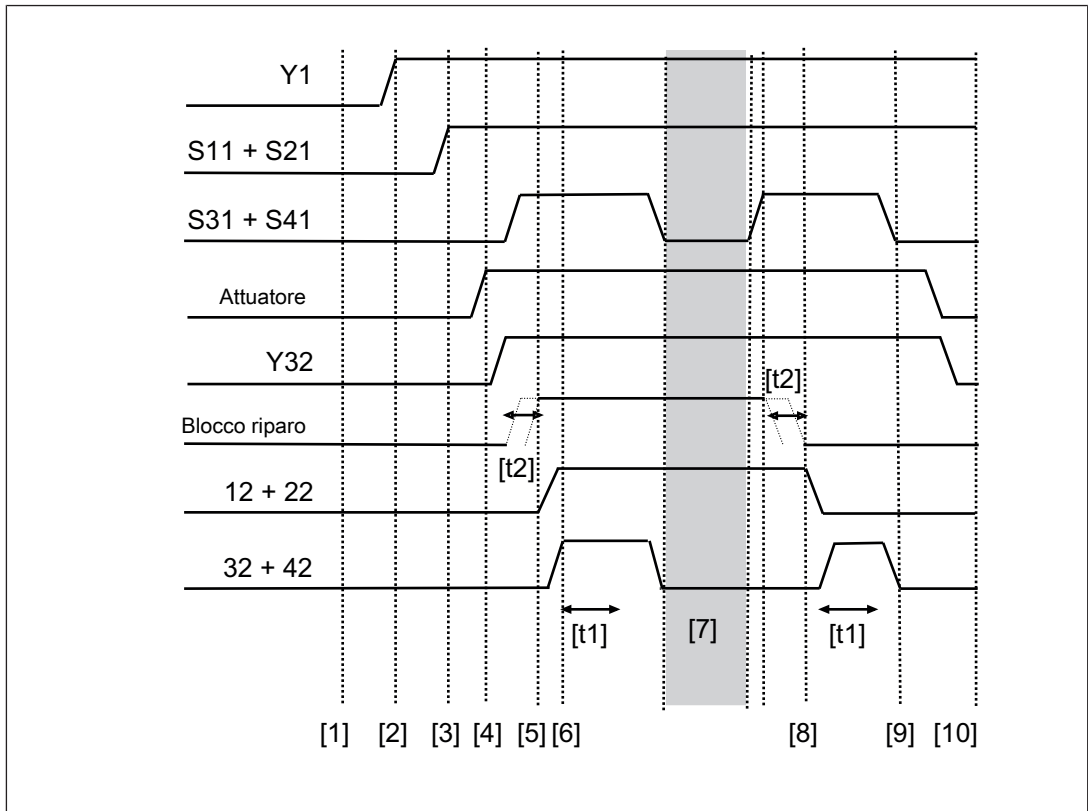 Y1
S11 + S21
S31 + S41
Attuatore
Y32
[t2]
Blocco riparo
[t2]
12 + 22
32 + 42
[t1] [7] [t1]
[1] [2] [3] [4] [5] [6] [8] [9] [10]